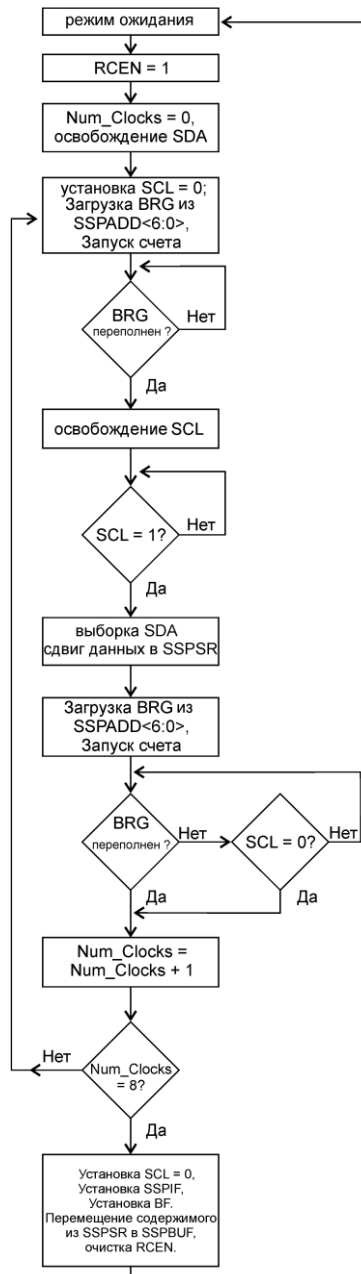 режим ожидания
RCEN = 1
Num_Clocks = 0,
освобождение SDA
установка SCL = 0;
Загрузка BRG из
SSPADD<6:0>,
Запуск счета
BRG
переполнен ?
Нет
Да
освобождение SCL
SCL = 1?
Нет
Да
выборка SDA
сдвиг данных в SSPSR
Загрузка BRG из
SSPADD<6:0>,
Запуск счета
BRG
переполнен ?
Нет
SCL = 0?
Да
Да
Num_Clocks =
Num_Clocks + 1
Нет
Num_Clocks
= 8?
Да
Установка SCL = 0,
Установка SSPIF,
Установка BF.
Перемещение содержимого
из SSPSR в SSPBUF,
очистка RCEN.